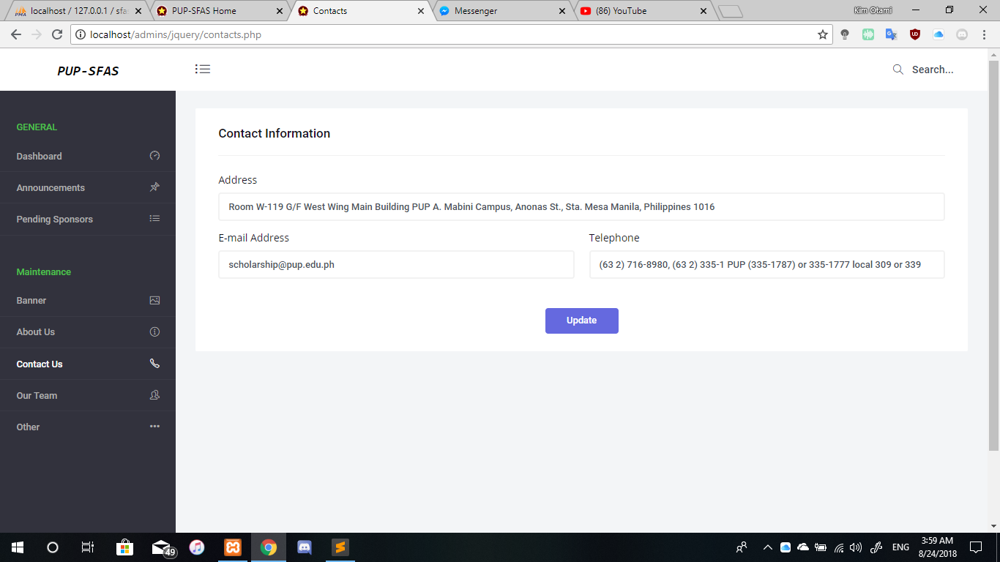 localhost / 127.0.0.1 / sfa
PUP-SFAS Home
Contacts
Messenger
(86) YouTube
Kim Otami
localhost/admins/jquery/contacts.php
PUP-SFAS
Search...
GENERAL
Dashboard
Announcements
Pending Sponsors
Maintenance
Banner
About Us
Contact Us
Our Team
Other
Contact Information
Address
Room W-119 G/F West Wing Main Building PUP A. Mabini Campus, Anonas St., Sta. Mesa Manila, Philippines 1016
E-mail Address
Telephone
scholarship@pup.edu.ph
(63 2) 716-8980, (63 2) 335-1 PUP (335-1787) or 335-1777 local 309 or 339
Update
49
ENG
3:59 AM
8/24/2018